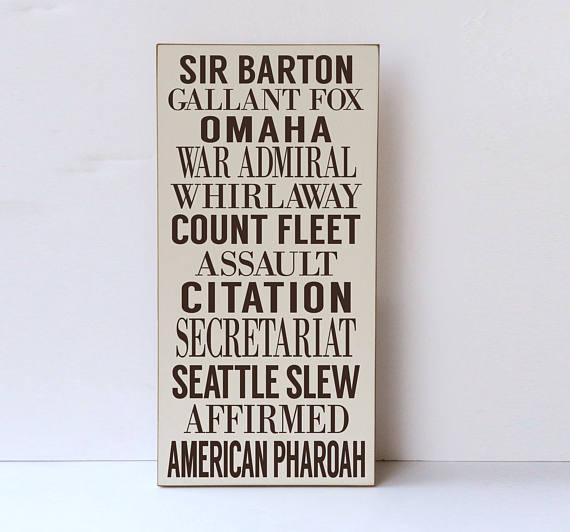 SIR BARTON
GALLANT FOX
OMAHA
WAR ADMIRAL
WHIRLAWAY
COUNT FLEET
ASSAULT
CITATION
SECRETARIAT
SEATTLE SLEW
AFFIRMED
AMERICAN PHAROAH